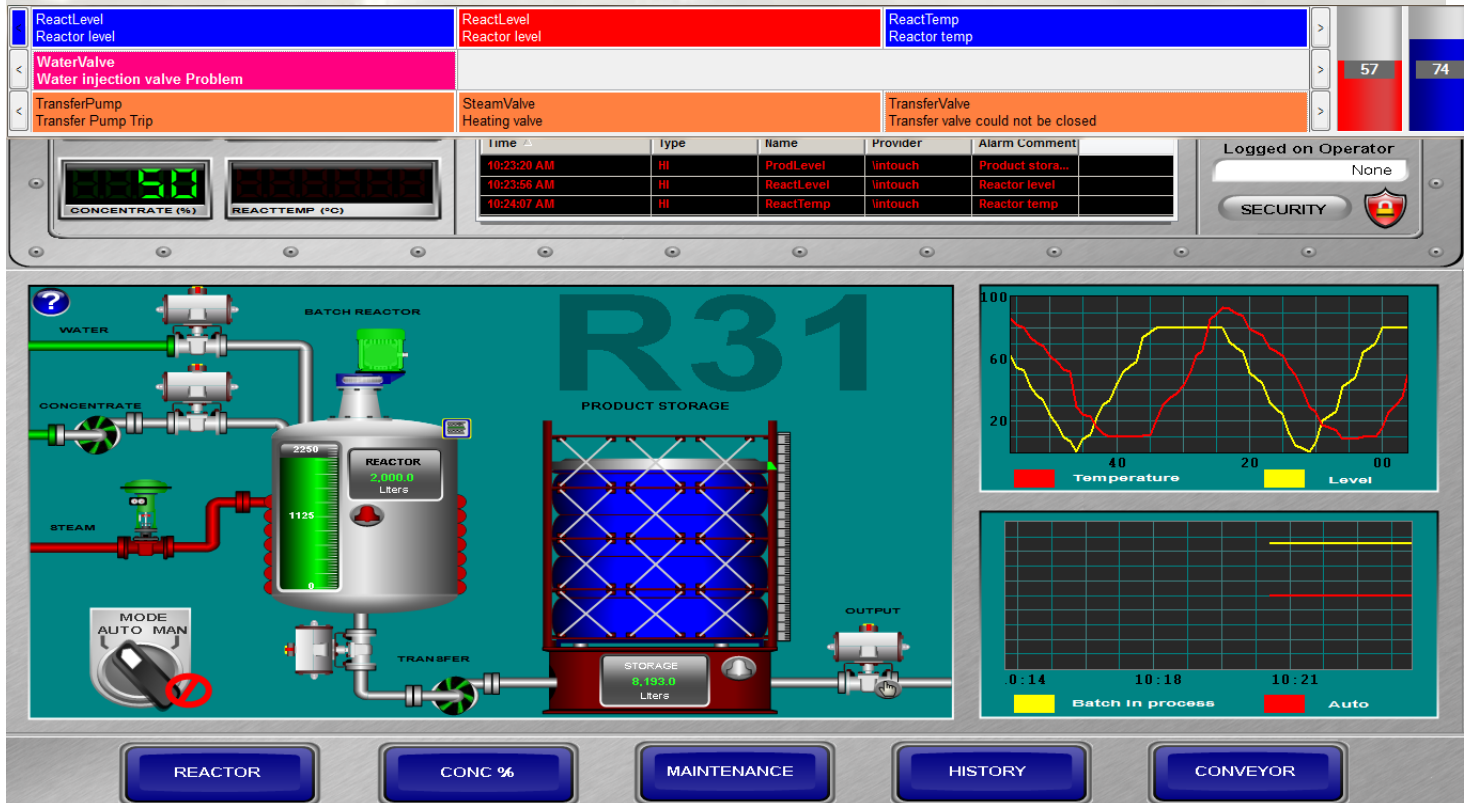 ReactLevel
Reactor level
ReactLevel
Reactor level
ReactTemp
Reactor temp
>
<
WaterValve
Water injection valve Problem
>
57
74
<
TransferPump
Transfer Pump Trip
SteamValve
Heating valve
TransferValve
Transfer valve could not be closed
>
Time Type Name Provider Alarm Comment
10:23:20 AM HI ProdLevel \intouch Product stora...
10:23:56 AM HI ReactLevel \intouch Reactor level
10:24:07 AM HI ReactTemp \intouch Reactor temp
50
CONCENTRATE (%)
REACTTEMP (ºC)
Logged on Operator
None
SECURITY
?
R31
WATER
BATCH REACTOR
CONCENTRATE
PRODUCT STORAGE
2250
1125
0
REACTOR
2,000.0
Liters
STEAM
MODE
AUTO MAN
TRANSFER
STORAGE
8,193.0
Liters
OUTPUT
100
60
20
40 20 00
Temperature Level
.0:14 10:18 10:21
Batch in process Auto
REACTOR CONC % MAINTENANCE HISTORY CONVEYOR